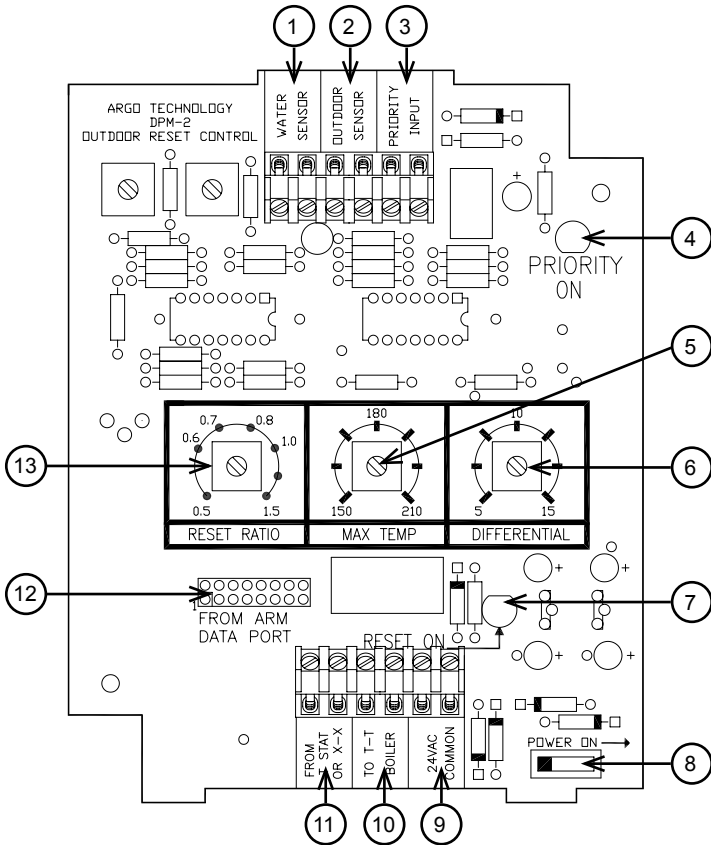 1
2
3
WATER
SENSOR
OUTDOOR
SENSOR
PRIORITY
INPUT
ARGO TECHNOLOGY
DPM-2
OUTDOOR RESET CONTROL
+
4
PRIORITY
ON
5
6
13
0.5
0.6
0.7
0.8
1.0
1.5
RESET RATIO
150
180
210
MAX TEMP
5
10
15
DIFFERENTIAL
12
1
FROM ARM
DATA PORT
+
+
7
RESET ON
+
+
FROM
T STAT
OR X-X
TO T-T
BOILER
24VAC
COMMON
POWER ON
8
11
10
9